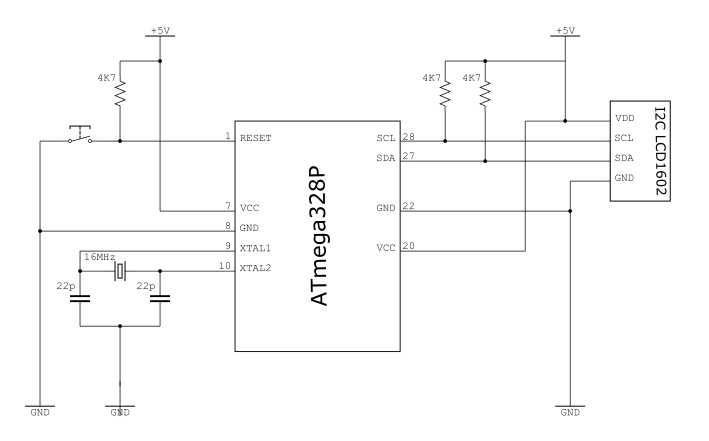 +5V
+5V
4K7
4K7
4K7
1 RESET
SCL 28
SDA 27
7 VCC
8 GND
9 XTAL1
10 XTAL2
GND 22
VCC 20
ATmega328P
VDD
SCL
SDA
GND
I2C LCD1602
16MHz
22p
22p
GND
GND
GND